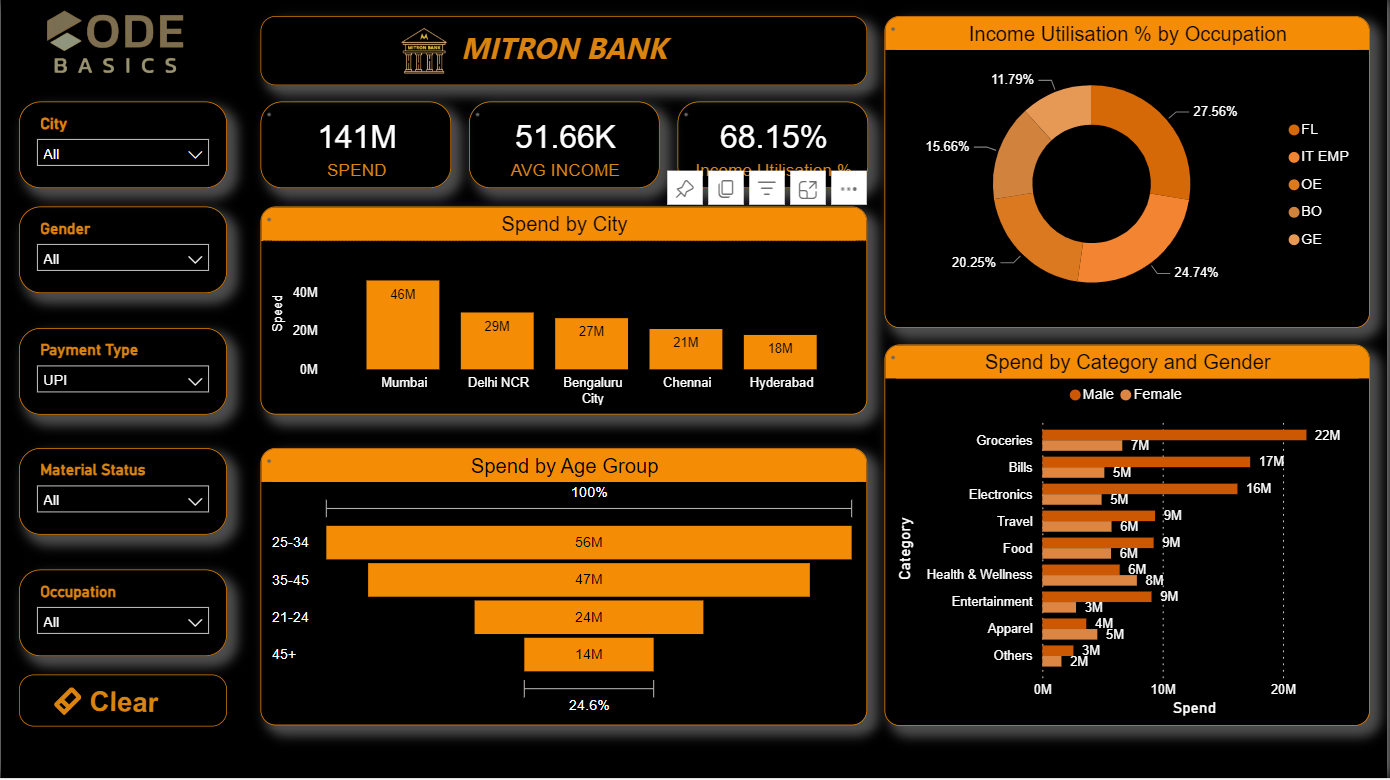 CODE
BASICS
MITRON BANK
MITRON BANK
City
All
Gender
All
Payment Type
UPI
Material Status
All
Occupation
All
Clear
141M
SPEND
51.66K
AVG INCOME
68.15%
Income Utilisation %
Spend by City
Speed
40M
20M
0M
46M
29M
27M
21M
18M
Mumbai
Delhi NCR
Bengaluru
Chennai
Hyderabad
City
Spend by Age Group
100%
25-34
56M
35-45
47M
21-24
24M
45+
14M
24.6%
Income Utilisation % by Occupation
11.79%
27.56%
15.66%
20.25%
24.74%
FL
IT EMP
OE
BO
GE
Spend by Category and Gender
Male
Female
Category
Groceries
22M
7M
Bills
17M
5M
Electronics
16M
5M
Travel
9M
6M
Food
9M
6M
Health & Wellness
6M
8M
Entertainment
9M
3M
Apparel
4M
5M
Others
3M
2M
0M
10M
20M
Spend